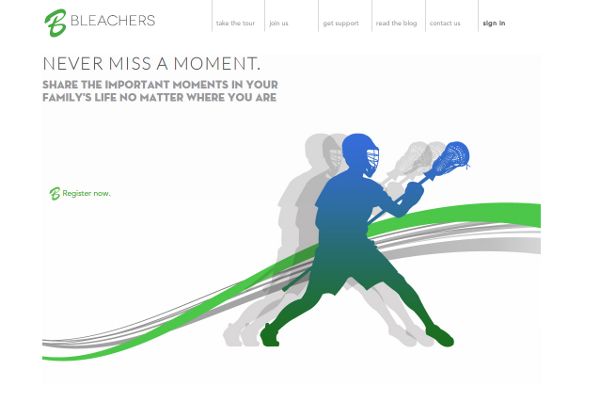 B BLEACHERS
take the tour
join us
get support
read the blog
contact us
sign in
NEVER MISS A MOMENT.
SHARE THE IMPORTANT MOMENTS IN YOUR
FAMILY'S LIFE NO MATTER WHERE YOU ARE
B Register now.